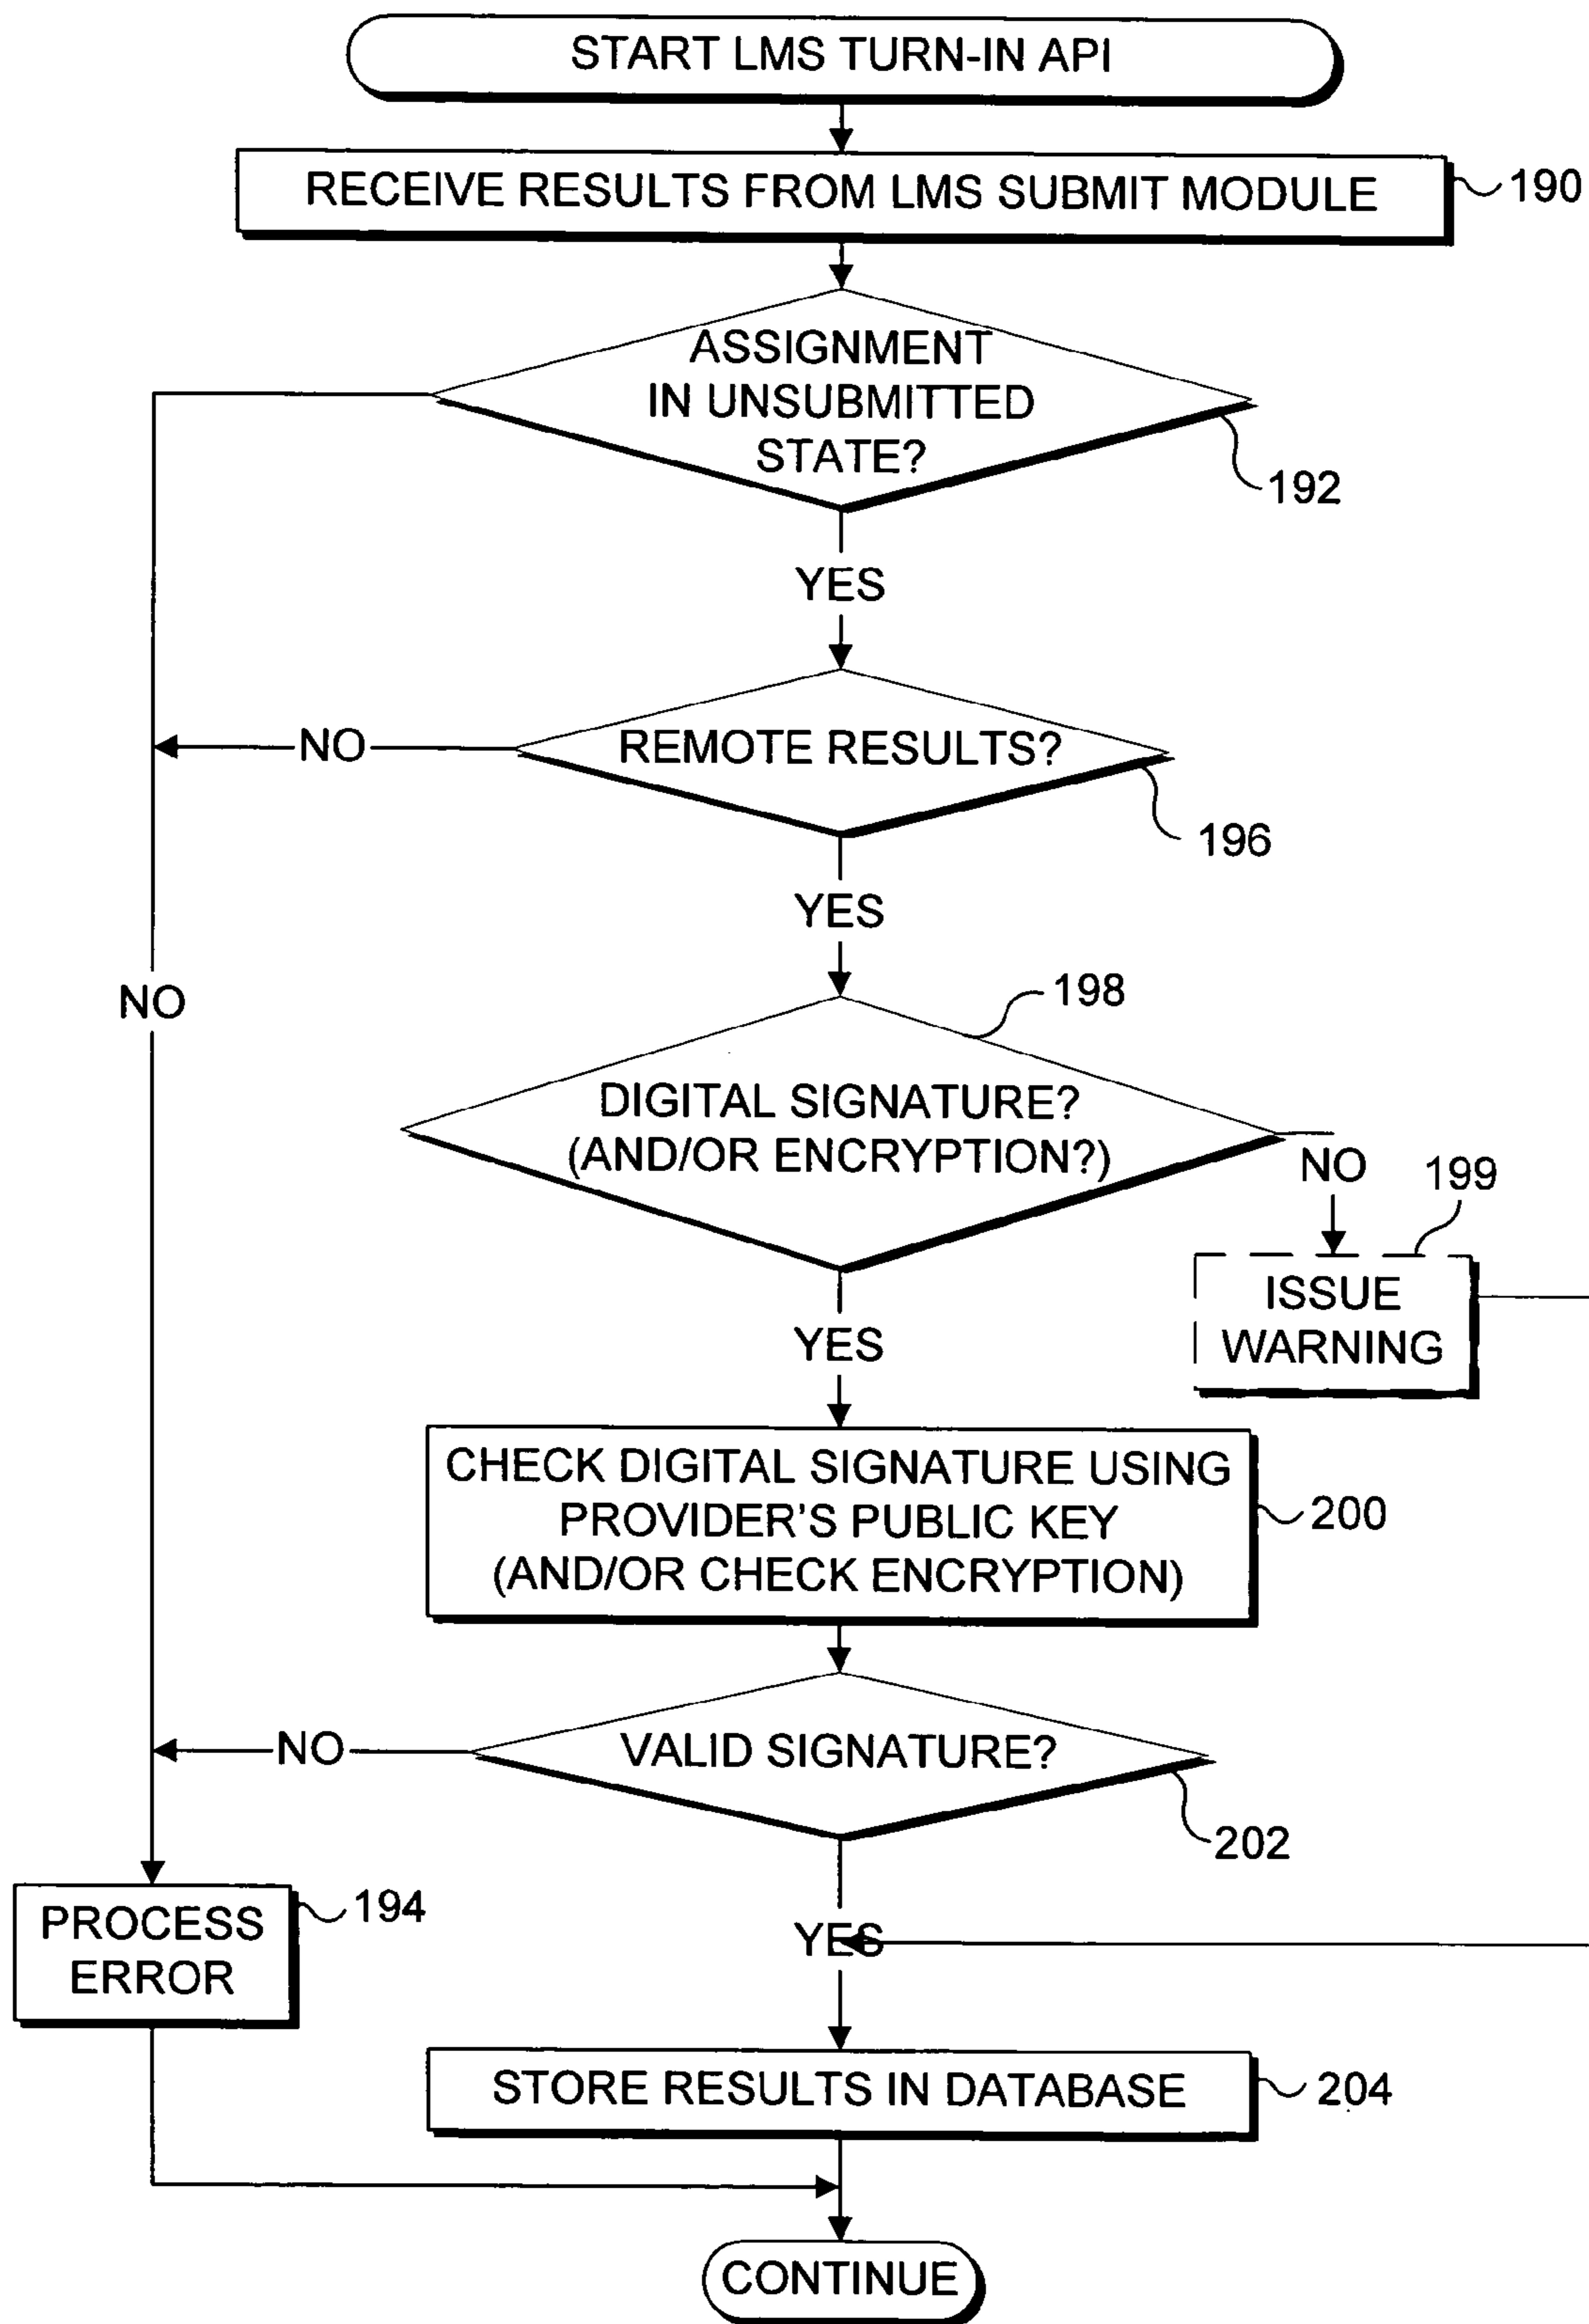 START LMS TURN-IN API
RECEIVE RESULTS FROM LMS SUBMIT MODULE
190
ASSIGNMENT
IN UNSUBMITTED
STATE?
192
YES
NO
REMOTE RESULTS?
196
YES
NO
198
DIGITAL SIGNATURE?
(AND/OR ENCRYPTION?)
NO
199
ISSUE
WARNING
YES
CHECK DIGITAL SIGNATURE USING
PROVIDER'S PUBLIC KEY
(AND/OR CHECK ENCRYPTION)
200
NO
VALID SIGNATURE?
202
PROCESS
ERROR
194
YES
STORE RESULTS IN DATABASE
204
CONTINUE